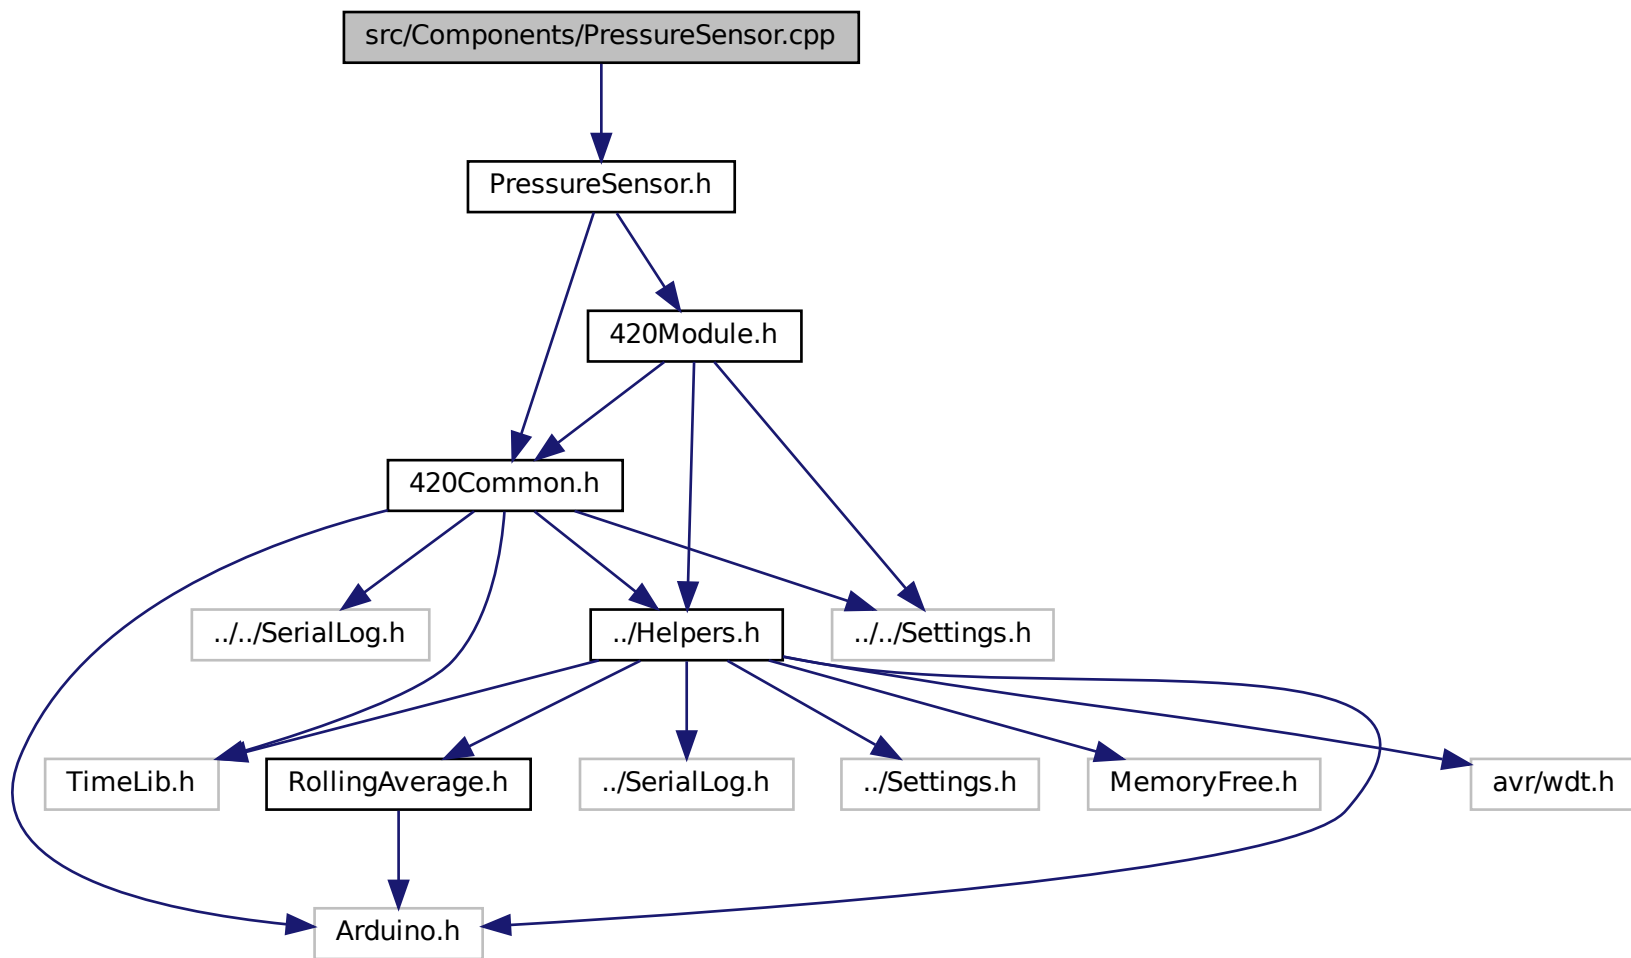 src/Components/PressureSensor.cpp
PressureSensor.h
420Module.h
420Common.h
../../SerialLog.h
../Helpers.h
../../Settings.h
TimeLib.h
RollingAverage.h
../SerialLog.h
../Settings.h
MemoryFree.h
avr/wdt.h
Arduino.h